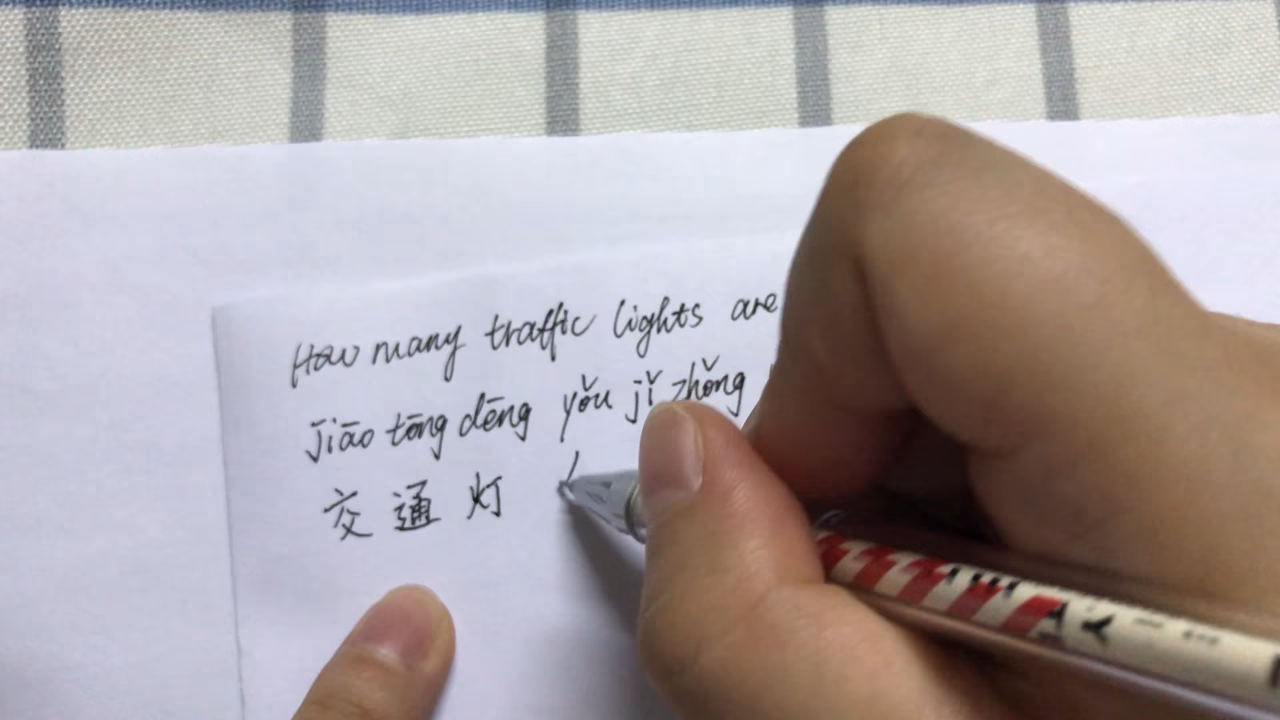 How many traffic lights are
jiāo tōng dēng yǒu jǐ zhǒng
交通灯